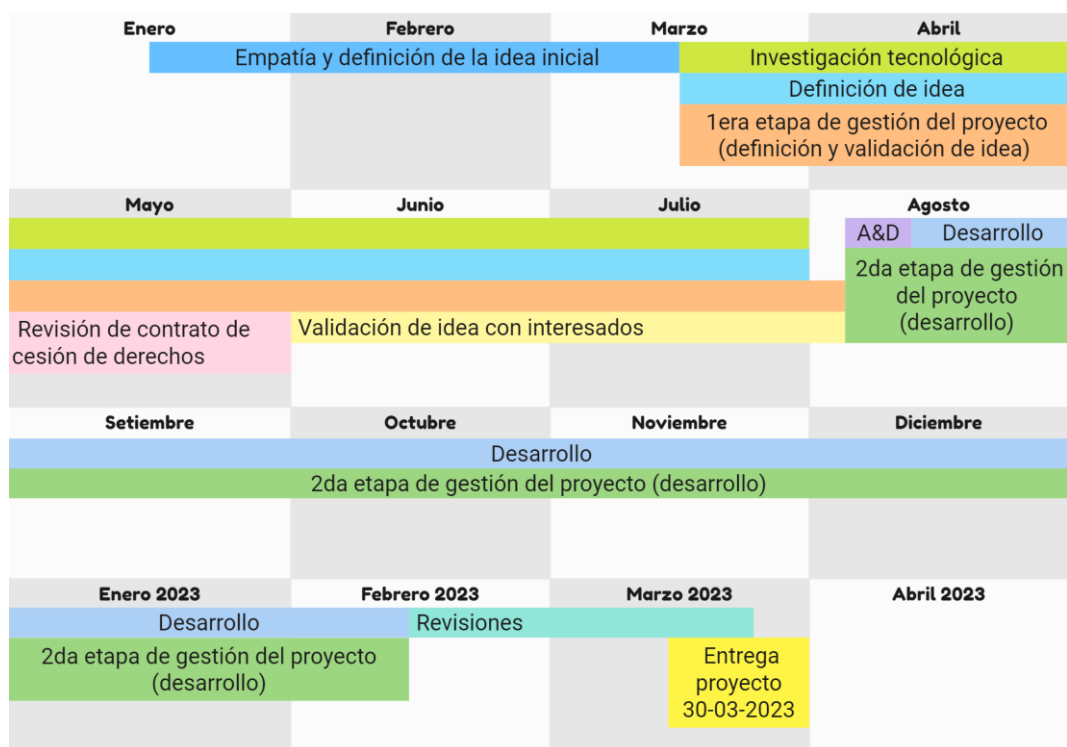 Enero Febrero Marzo Abril
Empatía y definición de la idea inicial Investigación tecnológica
Definición de idea
1era etapa de gestión del proyecto
(definición y validación de idea)
Mayo Junio Julio Agosto
A&D Desarrollo
2da etapa de gestión
del proyecto
(desarrollo)
Revisión de contrato de
cesión de derechos
Validación de idea con interesados
Setiembre Octubre Noviembre Diciembre
Desarrollo
2da etapa de gestión del proyecto (desarrollo)
Enero 2023 Febrero 2023 Marzo 2023 Abril 2023
Desarrollo Revisiones
2da etapa de gestión del proyecto
(desarrollo)
Entrega
proyecto
30-03-2023